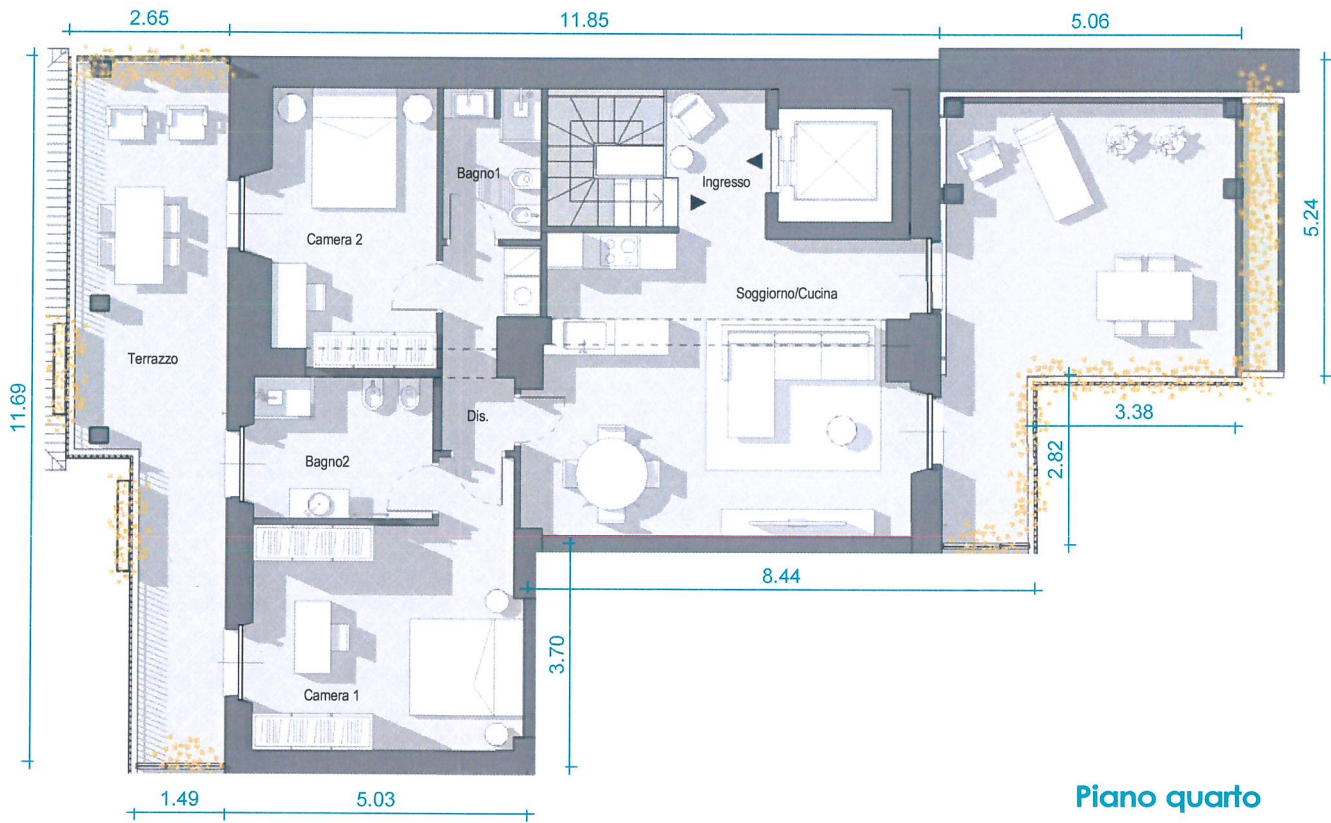 2.65
11.85
5.06
11.69
5.24
Bagno1
Ingresso
Camera 2
Soggiorno/Cucina
Terrazzo
Dis.
3.38
2.82
Bagno2
8.44
3.70
Camera 1
1.49
5.03
Piano quarto